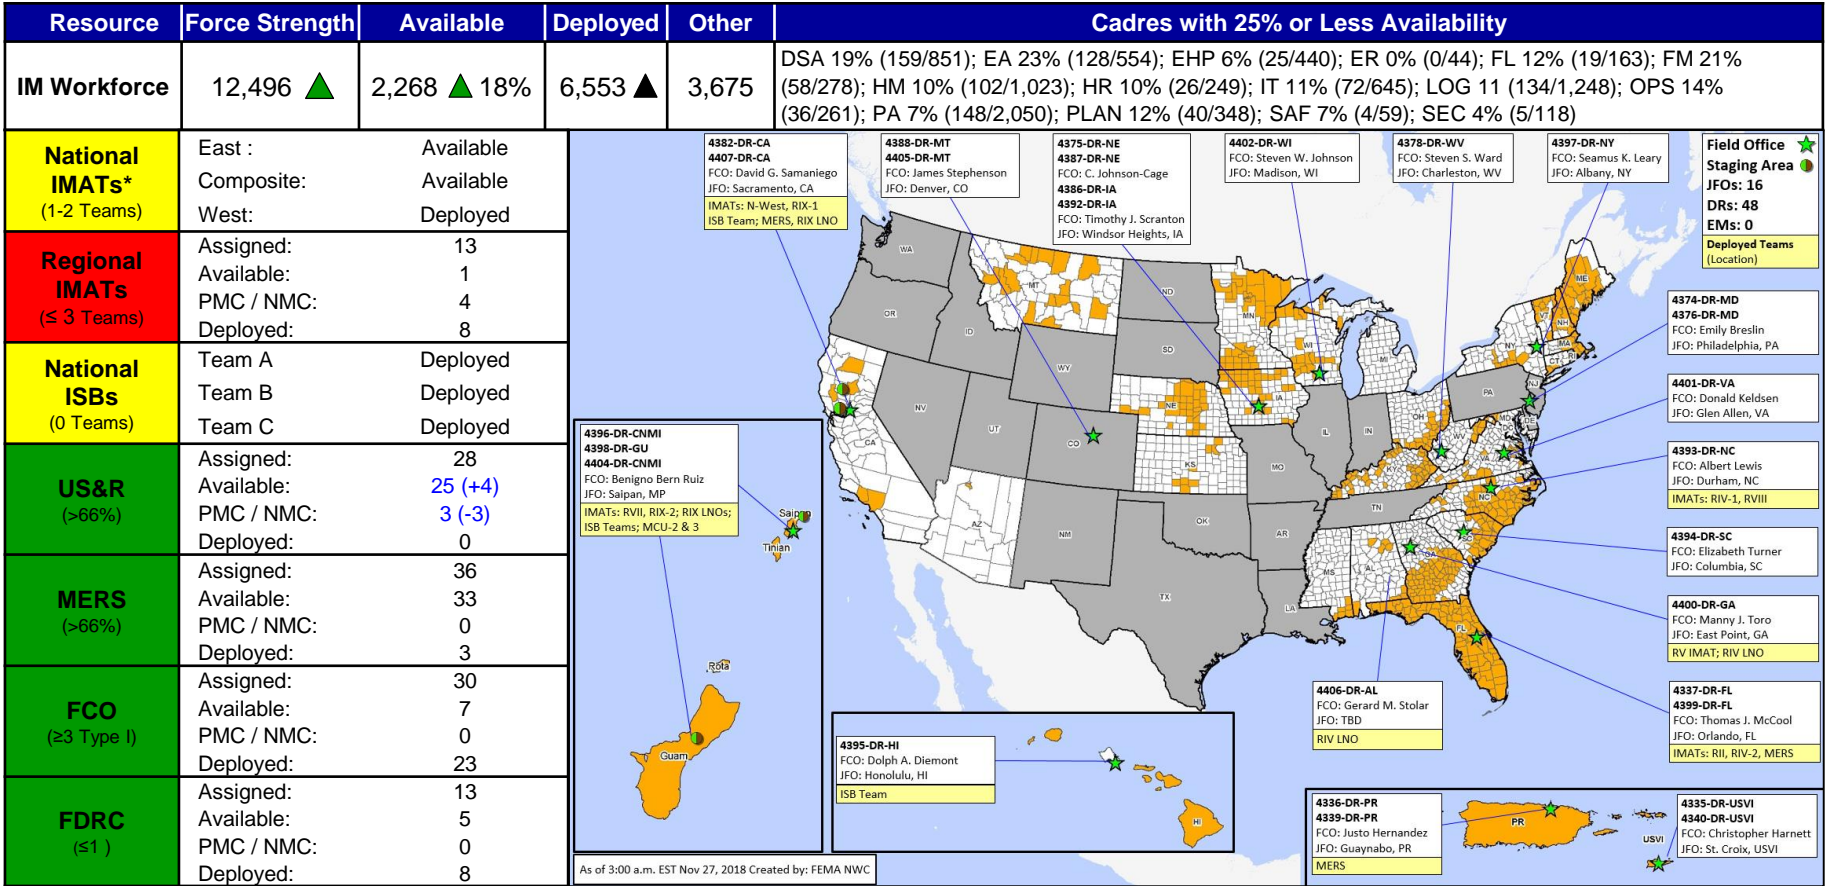 Resource Force Strength Available Deployed Other Cadres with 25% or Less Availability
IM Workforce 12,496 2,268 18% 6,553 3,675
DSA 19% (159/851); EA 23% (128/554); EHP 6% (25/440); ER 0% (0/44); FL 12% (19/163); FM 21%
(58/278); HM 10% (102/1,023); HR 10% (26/249); IT 11% (72/645); LOG 11 (134/1,248); OPS 14%
(36/261); PA 7% (148/2,050); PLAN 12% (40/348); SAF 7% (4/59); SEC 4% (5/118)
National
IMATs*
(1-2 Teams)
East : Available
Composite: Available
West: Deployed
Regional
IMATs
(≤ 3 Teams)
Assigned: 13
Available: 1
PMC / NMC: 4
Deployed: 8
National
ISBs
(0 Teams)
Team A Deployed
Team B Deployed
Team C Deployed
US&R
(>66%)
Assigned: 28
Available: 25 (+4)
PMC / NMC: 3 (-3)
Deployed: 0
MERS
(>66%)
Assigned: 36
Available: 33
PMC / NMC: 0
Deployed: 3
FCO
(≥3 Type I)
Assigned: 30
Available: 7
PMC / NMC: 0
Deployed: 23
FDRC
(≤1 )
Assigned: 13
Available: 5
PMC / NMC: 0
Deployed: 8
4382-DR-CA
4407-DR-CA
FCO: David G. Samaniego
JFO: Sacramento, CA
IMATs: N-West, RIX-1
ISB Team; MERS, RIX LNO
4388-DR-MT
4405-DR-MT
FCO: James Stephenson
JFO: Denver, CO
4375-DR-NE
4387-DR-NE
FCO: C. Johnson-Cage
4386-DR-IA
4392-DR-IA
FCO: Timothy J. Scranton
JFO: Windsor Heights, IA
4402-DR-WI
FCO: Steven W. Johnson
JFO: Madison, WI
4378-DR-WV
FCO: Steven S. Ward
JFO: Charleston, WV
4397-DR-NY
FCO: Seamus K. Leary
JFO: Albany, NY
Field Office
Staging Area
JFOs: 16
DRs: 48
EMs: 0
Deployed Teams
(Location)
4374-DR-MD
4376-DR-MD
FCO: Emily Breslin
JFO: Philadelphia, PA
4401-DR-VA
FCO: Donald Keldsen
JFO: Glen Allen, VA
4393-DR-NC
FCO: Albert Lewis
JFO: Durham, NC
IMATs: RIV-1, RVIII
4394-DR-SC
FCO: Elizabeth Turner
JFO: Columbia, SC
4400-DR-GA
FCO: Manny J. Toro
JFO: East Point, GA
RV IMAT; RIV LNO
4337-DR-FL
4399-DR-FL
FCO: Thomas J. McCool
JFO: Orlando, FL
IMATs: RII, RIV-2, MERS
4406-DR-AL
FCO: Gerard M. Stolar
JFO: TBD
RIV LNO
4396-DR-CNMI
4398-DR-GU
4404-DR-CNMI
FCO: Benigno Bern Ruiz
JFO: Saipan, MP
IMATs: RVII, RIX-2; RIX LNOs;
ISB Teams; MCU-2 & 3
Saipan
Tinian
Rota
Guam
4395-DR-HI
FCO: Dolph A. Diemont
JFO: Honolulu, HI
ISB Team
HI
4336-DR-PR
4339-DR-PR
FCO: Justo Hernandez
JFO: Guaynabo, PR
MERS
PR
USVI
4335-DR-USVI
4340-DR-USVI
FCO: Christopher Harnett
JFO: St. Croix, USVI
WA
OR
ID
MT
ND
SD
WY
NV
UT
CO
CA
AZ
NM
NE
KS
OK
TX
MN
IA
MO
AR
LA
WI
IL
IN
MI
OH
KY
TN
MS
AL
GA
FL
SC
NC
VA
WV
PA
NY
MD
DC
DE
NJ
CT
RI
MA
VT
NH
ME
As of 3:00 a.m. EST Nov 27, 2018 Created by: FEMA NWC